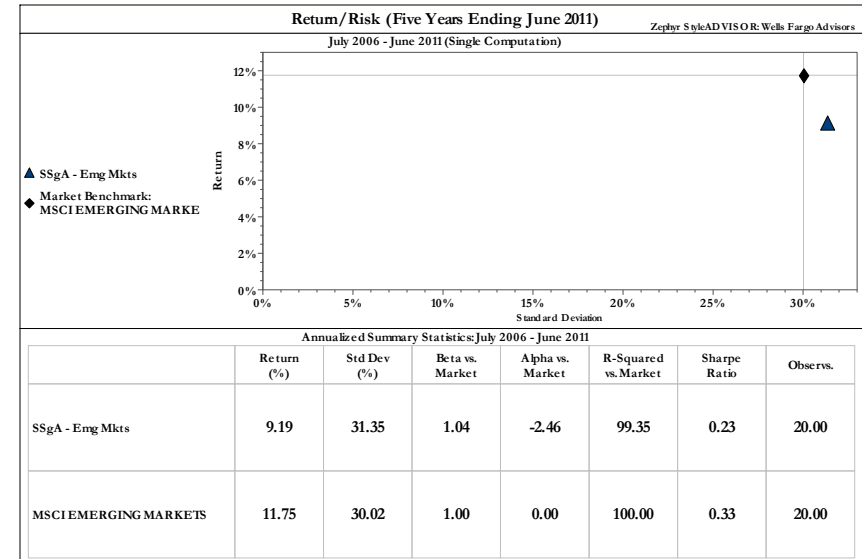 Return/Risk (Five Years Ending June 2011)
Zephyr StyleADVISOR: Wells Fargo Advisors
July 2006 - June 2011 (Single Computation)
12%
10%
8%
6%
4%
2%
0%
Return
SSgA - Emg Mkts
Market Benchmark:
MSCI EMERGING MARKE
0% 5% 10% 15% 20% 25% 30%
Standard Deviation
Annualized Summary Statistics: July 2006 - June 2011
Return (%) Std Dev (%) Beta vs. Market Alpha vs. Market R-Squared vs. Market Sharpe Ratio Observs.
SSgA - Emg Mkts 9.19 31.35 1.04 -2.46 99.35 0.23 20.00
MSCI EMERGING MARKETS 11.75 30.02 1.00 0.00 100.00 0.33 20.00